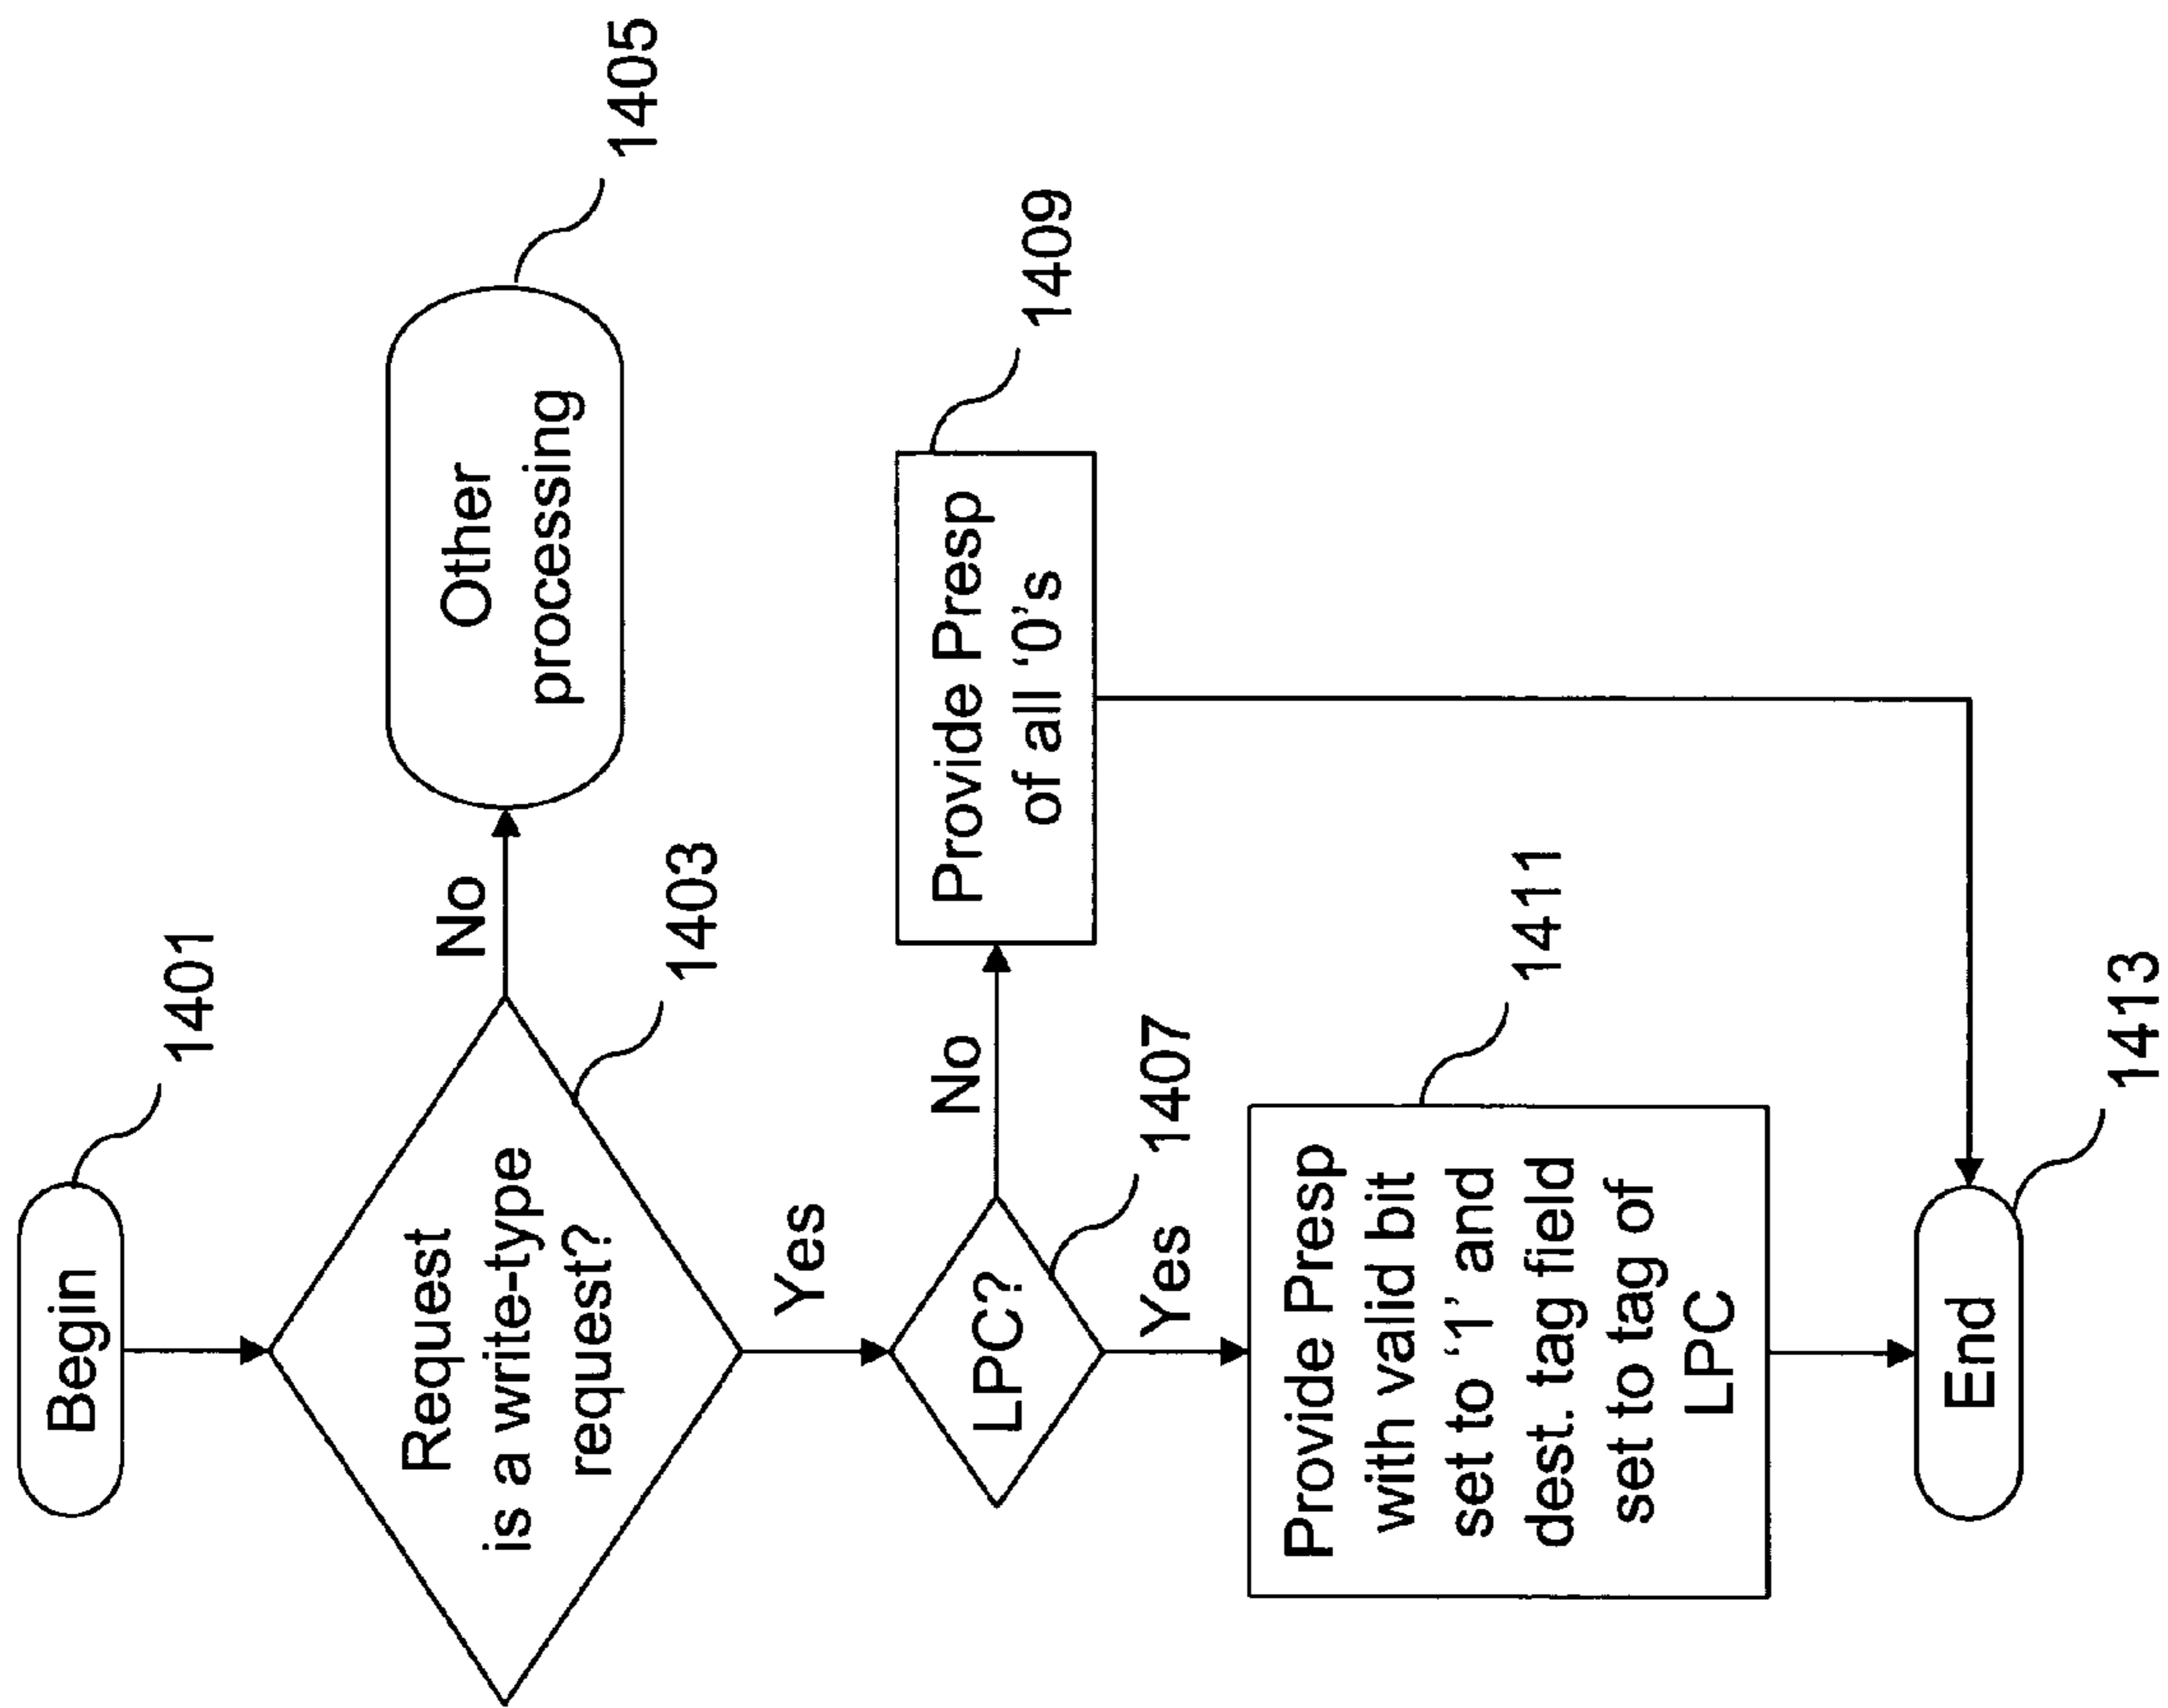 Begin
1401
Request
is a write-type
request?
1403
No
Other
processing
1405
Yes
LPC?
1407
No
Provide Presp
of all ‘0’s
1409
Yes
Provide Presp
with valid bit
set to ‘1’ and
dest. tag field
set to tag of
LPC
1411
End
1413